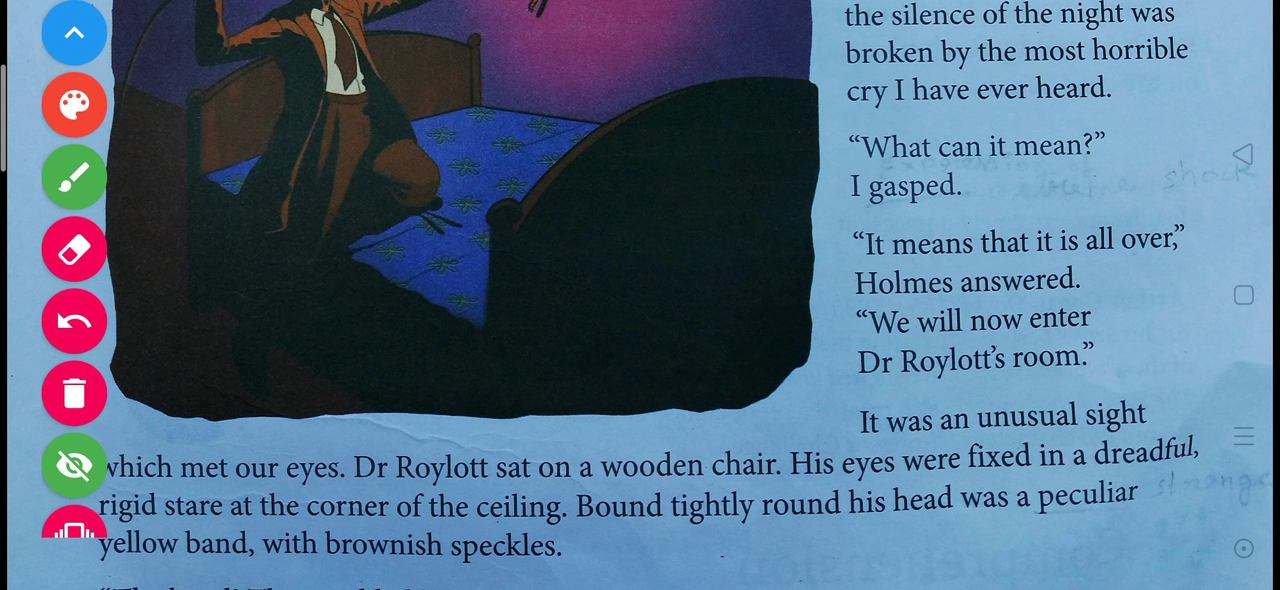 the silence of the night was
broken by the most horrible
cry I have ever heard.
“What can it mean?”
I gasped.
extreme shock
“It means that it is all over,”
Holmes answered.
“We will now enter
Dr Roylott’s room.”
It was an unusual sight
which met our eyes. Dr Roylott sat on a wooden chair. His eyes were fixed in a dreadful,
rigid stare at the corner of the ceiling. Bound tightly round his head was a peculiar
strange
yellow band, with brownish speckles.